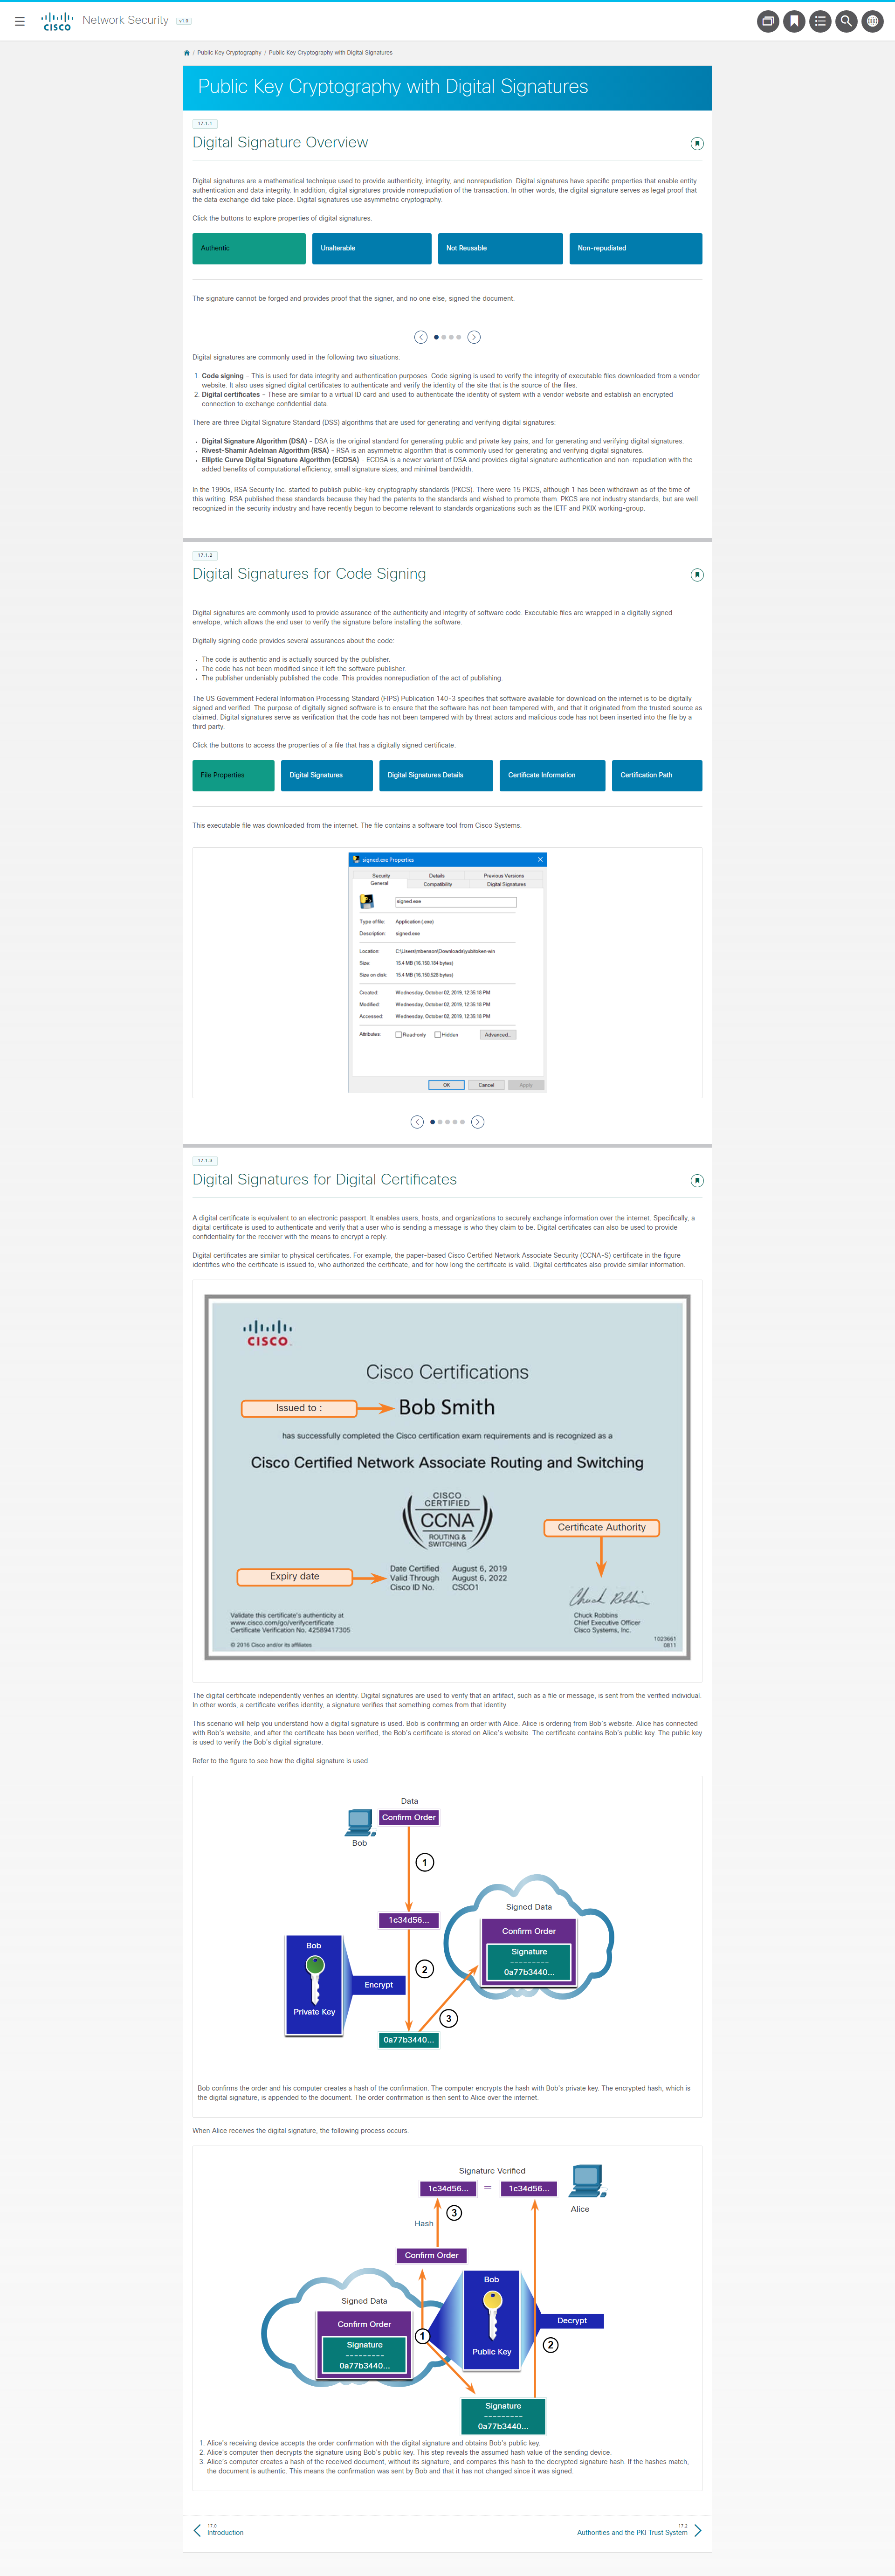 CISCO
Network Security v1.0
/ Public Key Cryptography / Public Key Cryptography with Digital Signatures
Public Key Cryptography with Digital Signatures
17.1.1
Digital Signature Overview
Digital signatures are a mathematical technique used to provide authenticity, integrity, and nonrepudiation. Digital signatures have specific properties that enable entity
authentication and data integrity. In addition, digital signatures provide nonrepudiation of the transaction. In other words, the digital signature serves as legal proof that
the data exchange did take place. Digital signatures use asymmetric cryptography.
Click the buttons to explore properties of digital signatures.
Authentic
Unalterable
Not Reusable
Non-repudiated
The signature cannot be forged and provides proof that the signer, and no one else, signed the document.
Digital signatures are commonly used in the following two situations:
1. Code signing – This is used for data integrity and authentication purposes. Code signing is used to verify the integrity of executable files downloaded from a vendor
website. It also uses signed digital certificates to authenticate and verify the identity of the site that is the source of the files.
2. Digital certificates – These are similar to a virtual ID card and used to authenticate the identity of system with a vendor website and establish an encrypted
connection to exchange confidential data.
There are three Digital Signature Standard (DSS) algorithms that are used for generating and verifying digital signatures:
• Digital Signature Algorithm (DSA) - DSA is the original standard for generating public and private key pairs, and for generating and verifying digital signatures.
• Rivest-Shamir Adelman Algorithm (RSA) - RSA is an asymmetric algorithm that is commonly used for generating and verifying digital signatures.
• Elliptic Curve Digital Signature Algorithm (ECDSA) - ECDSA is a newer variant of DSA and provides digital signature authentication and non-repudiation with the
added benefits of computational efficiency, small signature sizes, and minimal bandwidth.
In the 1990s, RSA Security Inc. started to publish public-key cryptography standards (PKCS). There were 15 PKCS, although 1 has been withdrawn as of the time of
this writing. RSA published these standards because they had the patents to the standards and wished to promote them. PKCS are not industry standards, but are well
recognized in the security industry and have recently begun to become relevant to standards organizations such as the IETF and PKIX working-group.
17.1.2
Digital Signatures for Code Signing
Digital signatures are commonly used to provide assurance of the authenticity and integrity of software code. Executable files are wrapped in a digitally signed
envelope, which allows the end user to verify the signature before installing the software.
Digitally signing code provides several assurances about the code:
• The code is authentic and is actually sourced by the publisher.
• The code has not been modified since it left the software publisher.
• The publisher undeniably published the code. This provides nonrepudiation of the act of publishing.
The US Government Federal Information Processing Standard (FIPS) Publication 140-3 specifies that software available for download on the internet is to be digitally
signed and verified. The purpose of digitally signed software is to ensure that the software has not been tampered with, and that it originated from the trusted source as
claimed. Digital signatures serve as verification that the code has not been tampered with by threat actors and malicious code has not been inserted into the file by a
third party.
Click the buttons to access the properties of a file that has a digitally signed certificate.
File Properties
Digital Signatures
Digital Signatures Details
Certificate Information
Certification Path
This executable file was downloaded from the internet. The file contains a software tool from Cisco Systems.
signed.exe Properties
Security Details Previous Versions
General Compatibility Digital Signatures
signed.exe
Type of file: Application (.exe)
Description: signed.exe
Location: C:\Users\mbenson\Downloads\yubitoken-win
Size: 15.4 MB (16,150,184 bytes)
Size on disk: 15.4 MB (16,150,528 bytes)
Created: Wednesday, October 02, 2019, 12:35:18 PM
Modified: Wednesday, October 02, 2019, 12:35:18 PM
Accessed: Wednesday, October 02, 2019, 12:35:18 PM
Attributes: Read-only Hidden Advanced...
OK Cancel Apply
17.1.3
Digital Signatures for Digital Certificates
A digital certificate is equivalent to an electronic passport. It enables users, hosts, and organizations to securely exchange information over the internet. Specifically, a
digital certificate is used to authenticate and verify that a user who is sending a message is who they claim to be. Digital certificates can also be used to provide
confidentiality for the receiver with the means to encrypt a reply.
Digital certificates are similar to physical certificates. For example, the paper-based Cisco Certified Network Associate Security (CCNA-S) certificate in the figure
identifies who the certificate is issued to, who authorized the certificate, and for how long the certificate is valid. Digital certificates also provide similar information.
CISCO
Cisco Certifications
Issued to : Bob Smith
has successfully completed the Cisco certification exam requirements and is recognized as a
Cisco Certified Network Associate Routing and Switching
CISCO
CERTIFIED
CCNA
ROUTING &
SWITCHING
Certificate Authority
Expiry date
Date Certified August 6, 2019
Valid Through August 6, 2022
Cisco ID No. CSCO1
Chuck Robbins
Validate this certificate's authenticity at
www.cisco.com/go/verifycertificate
Certificate Verification No. 42589417305
© 2016 Cisco and/or its affiliates
Chuck Robbins
Chief Executive Officer
Cisco Systems, Inc.
1023661
0811
The digital certificate independently verifies an identity. Digital signatures are used to verify that an artifact, such as a file or message, is sent from the verified individual.
In other words, a certificate verifies identity, a signature verifies that something comes from that identity.
This scenario will help you understand how a digital signature is used. Bob is confirming an order with Alice. Alice is ordering from Bob's website. Alice has connected
with Bob's website, and after the certificate has been verified, the Bob's certificate is stored on Alice's website. The certificate contains Bob's public key. The public key
is used to verify the Bob's digital signature.
Refer to the figure to see how the digital signature is used.
Data
Confirm Order
Bob
1
1c34d56...
Signed Data
Confirm Order
Signature
---------
0a77b3440...
Bob
Private Key
Encrypt
2
3
0a77b3440...
Bob confirms the order and his computer creates a hash of the confirmation. The computer encrypts the hash with Bob's private key. The encrypted hash, which is
the digital signature, is appended to the document. The order confirmation is then sent to Alice over the internet.
When Alice receives the digital signature, the following process occurs.
Signature Verified
1c34d56... = 1c34d56...
Alice
3
Hash
Confirm Order
Signed Data
Confirm Order
Signature
---------
0a77b3440...
1
Bob
Public Key
Decrypt
2
Signature
---------
0a77b3440...
1. Alice's receiving device accepts the order confirmation with the digital signature and obtains Bob's public key.
2. Alice's computer then decrypts the signature using Bob's public key. This step reveals the assumed hash value of the sending device.
3. Alice's computer creates a hash of the received document, without its signature, and compares this hash to the decrypted signature hash. If the hashes match,
the document is authentic. This means the confirmation was sent by Bob and that it has not changed since it was signed.
17.0
Introduction
17.2
Authorities and the PKI Trust System